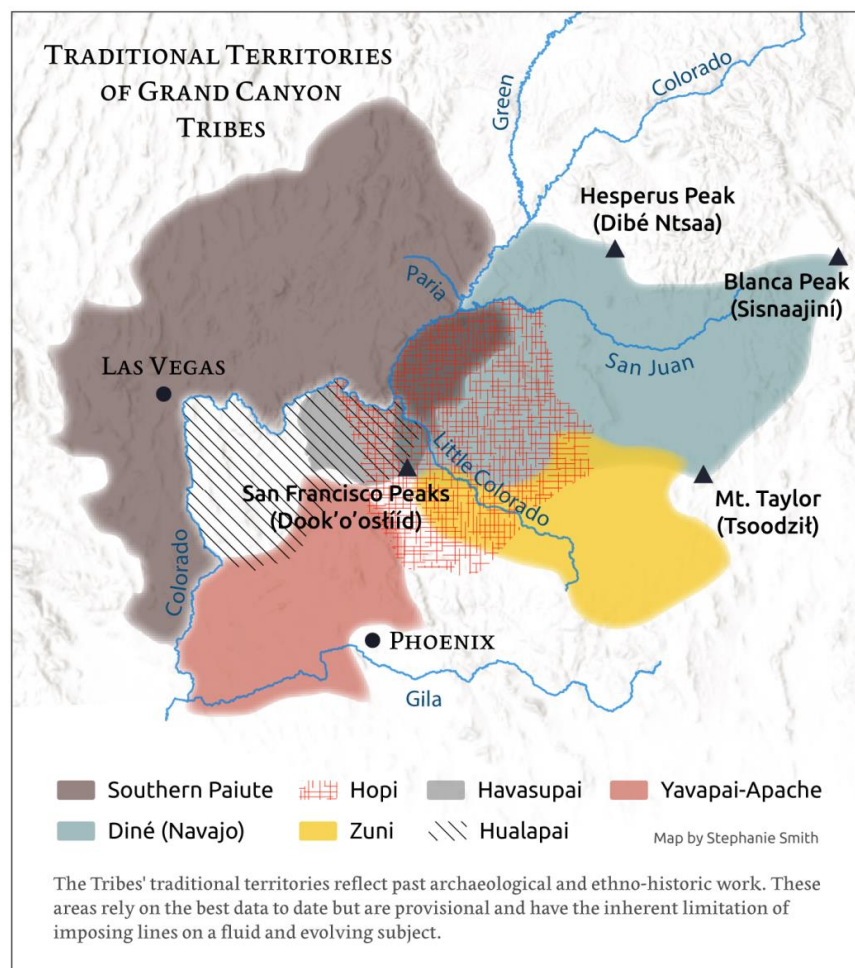 TRADITIONAL TERRITORIES
OF GRAND CANYON
TRIBES
Green
Colorado
Hesperus Peak
(Dibé Ntsaa)
Blanca Peak
(Sisnaajiní)
Paria
San Juan
LAS VEGAS
Little Colorado
San Francisco Peaks
(Dook'o'osłííd)
Mt. Taylor
(Tsoodził)
Colorado
PHOENIX
Gila
Southern Paiute
Hopi
Havasupai
Yavapai-Apache
Diné (Navajo)
Zuni
Hualapai
Map by Stephanie Smith
The Tribes' traditional territories reflect past archaeological and ethno-historic work. These
areas rely on the best data to date but are provisional and have the inherent limitation of
imposing lines on a fluid and evolving subject.